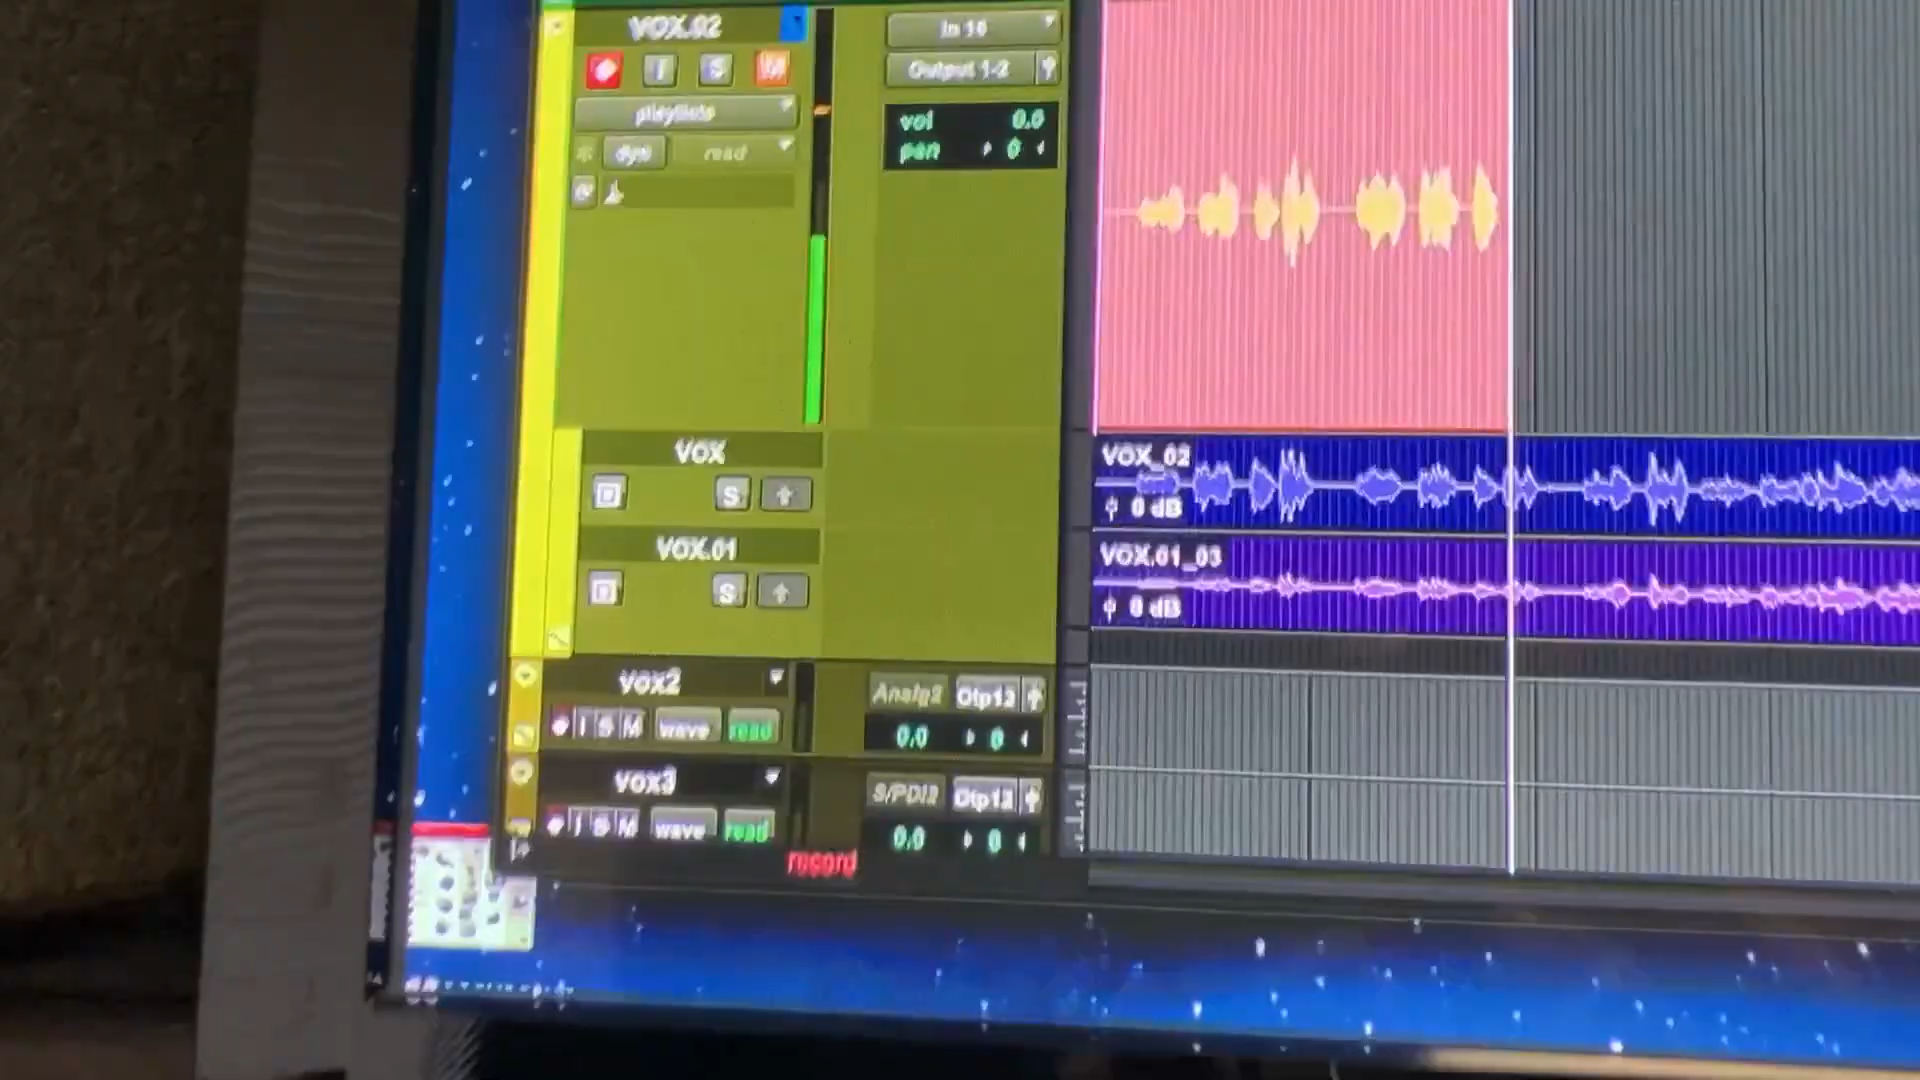 VOX.02
In 16
I S M
Output 1-2
playlists
vol 0.0
dyn read
pan 0
VOX
S
VOX_02
0 dB
VOX.01
S
VOX.01_03
0 dB
vox2
Analg2 Otp12
I S M wave read
0.0 0
vox3
S/PDI2 Otp12
I S M wave read
0.0 0
record